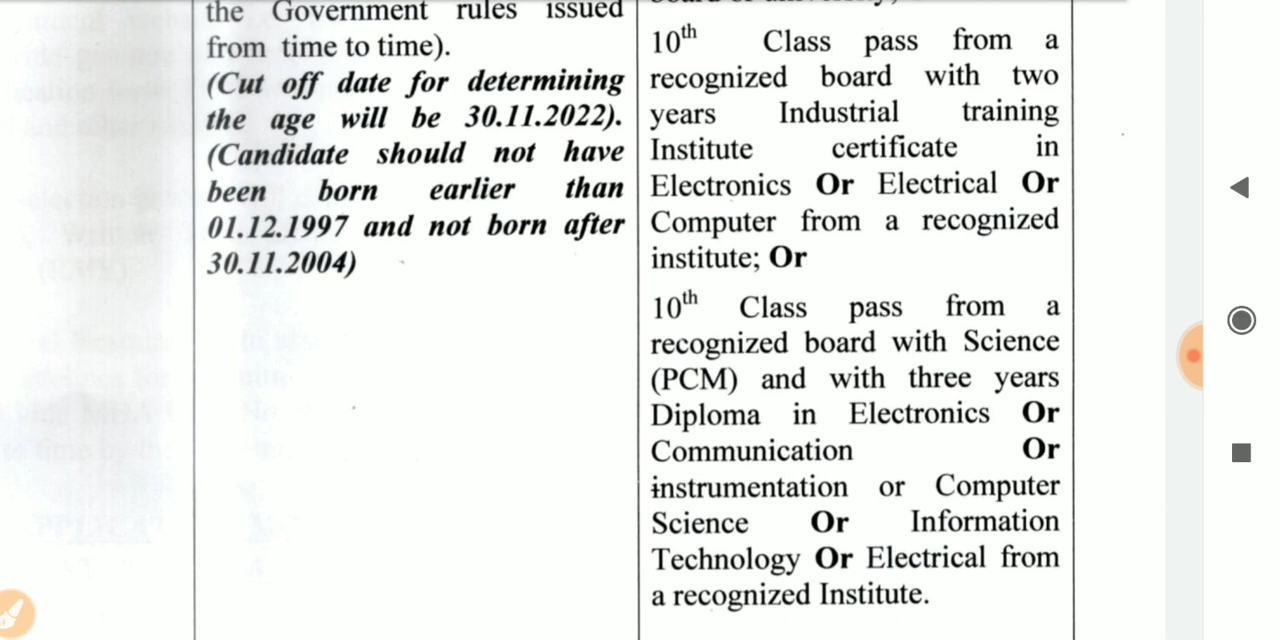 the Government rules issued
from time to time).
(Cut off date for determining
the age will be 30.11.2022).
(Candidate should not have
been born earlier than
01.12.1997 and not born after
30.11.2004)
10th Class pass from a
recognized board with two
years Industrial training
Institute certificate in
Electronics Or Electrical Or
Computer from a recognized
institute; Or
10th Class pass from a
recognized board with Science
(PCM) and with three years
Diploma in Electronics Or
Communication Or
instrumentation or Computer
Science Or Information
Technology Or Electrical from
a recognized Institute.